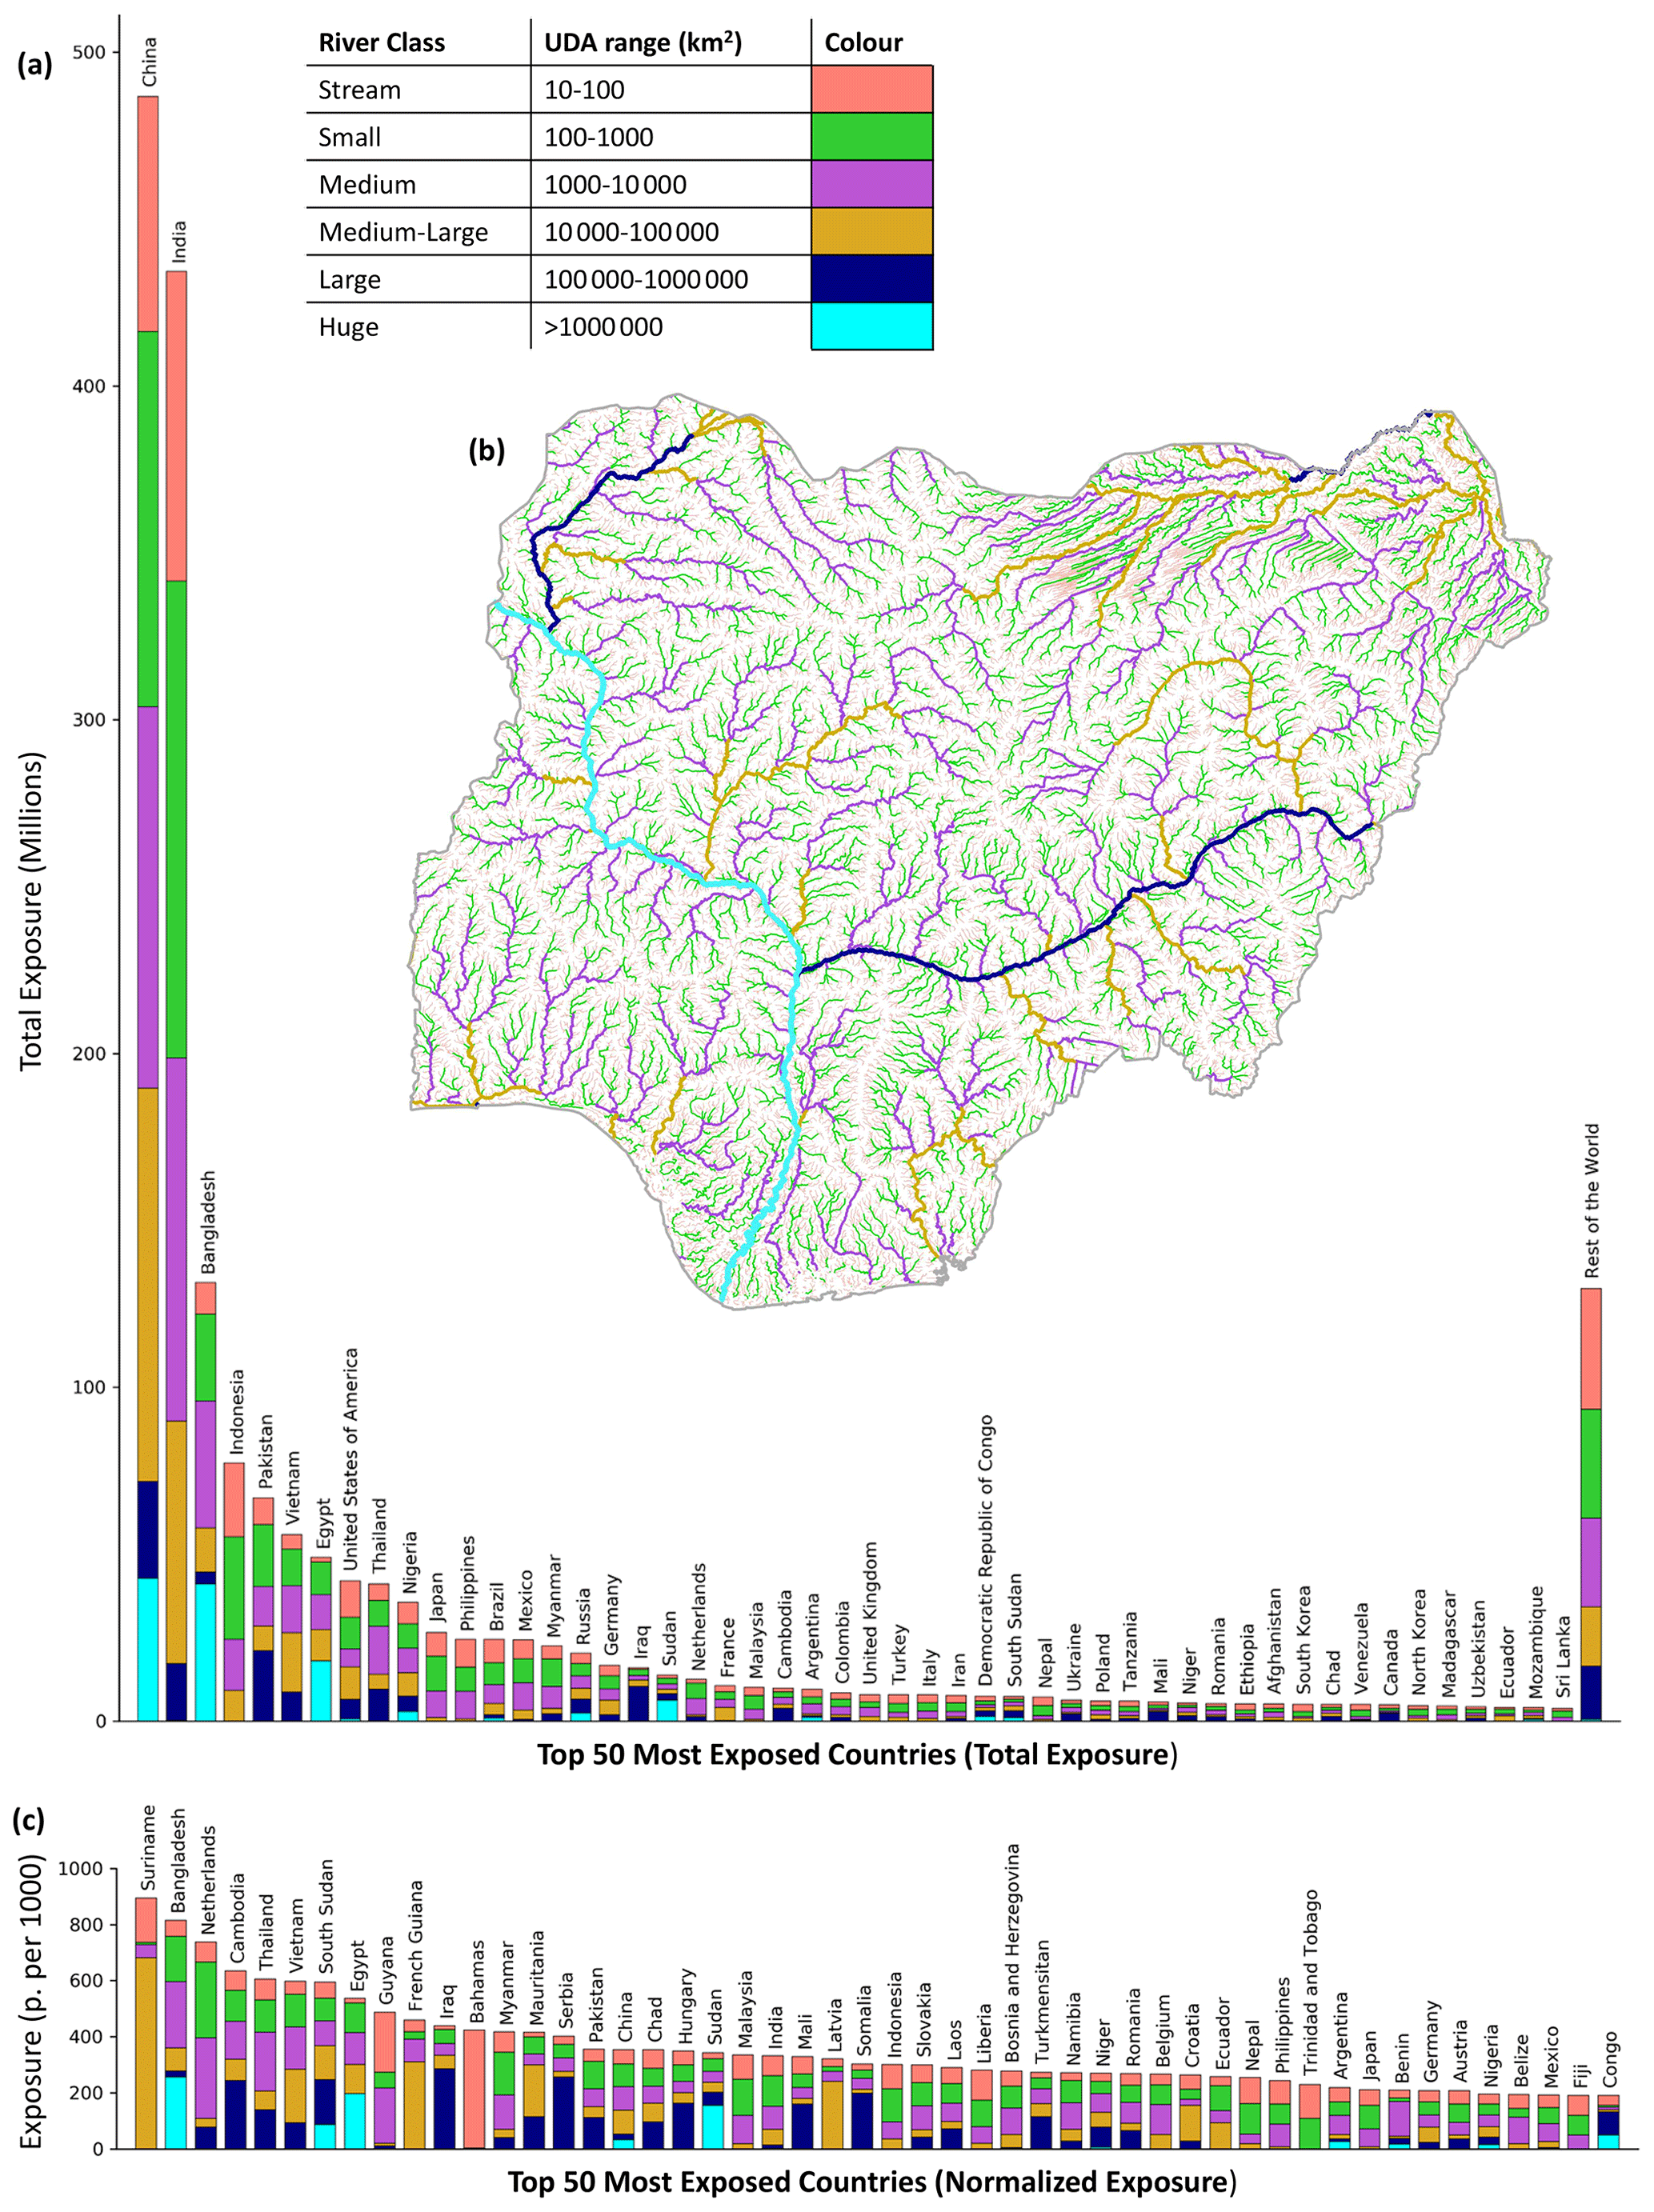 (a)
River Class UDA range (km²) Colour
Stream 10-100
Small 100-1000
Medium 1000-10 000
Medium-Large 10 000-100 000
Large 100 000-1000 000
Huge >1000 000
(b)
Total Exposure (Millions)
500
400
300
200
100
0
China
India
Bangladesh
Indonesia
Pakistan
Vietnam
Egypt
United States of America
Thailand
Nigeria
Japan
Philippines
Brazil
Mexico
Myanmar
Russia
Germany
Iraq
Sudan
Netherlands
France
Malaysia
Cambodia
Argentina
Colombia
United Kingdom
Turkey
Italy
Iran
Democratic Republic of Congo
South Sudan
Nepal
Ukraine
Poland
Tanzania
Mali
Niger
Romania
Ethiopia
Afghanistan
South Korea
Chad
Venezuela
Canada
North Korea
Madagascar
Uzbekistan
Ecuador
Mozambique
Sri Lanka
Rest of the World
Top 50 Most Exposed Countries (Total Exposure)
(c)
Exposure (p. per 1000)
1000
800
600
400
200
0
Suriname
Bangladesh
Netherlands
Cambodia
Thailand
Vietnam
South Sudan
Egypt
Guyana
French Guiana
Iraq
Bahamas
Myanmar
Mauritania
Serbia
Pakistan
China
Chad
Hungary
Sudan
Malaysia
India
Mali
Latvia
Somalia
Indonesia
Slovakia
Laos
Liberia
Bosnia and Herzegovina
Turkmensitan
Namibia
Niger
Romania
Belgium
Croatia
Ecuador
Nepal
Philippines
Trinidad and Tobago
Argentina
Japan
Benin
Germany
Austria
Nigeria
Belize
Mexico
Fiji
Congo
Top 50 Most Exposed Countries (Normalized Exposure)